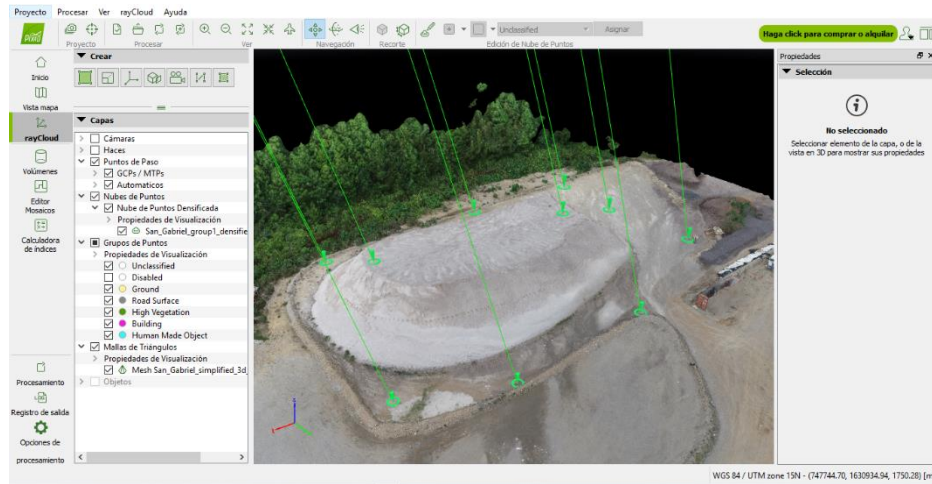 Proyecto Procesar Ver rayCloud Ayuda
Proyecto
Procesar
Ver
Navegación
Recorte
Unclassified
Asignar
Edición de Nube de Puntos
Haga click para comprar o alquilar
Inicio
Vista mapa
rayCloud
Volúmenes
Editor
Mosaicos
Calculadora
de índices
Procesamiento
Registro de salida
Opciones de
procesamiento
Crear
Capas
Cámaras
Haces
Puntos de Paso
GCPs / MTPs
Automaticos
Nubes de Puntos
Nube de Puntos Densificada
Propiedades de Visualización
San_Gabriel_group1_densifie
Grupos de Puntos
Propiedades de Visualización
Unclassified
Disabled
Ground
Road Surface
High Vegetation
Building
Human Made Object
Mallas de Triángulos
Propiedades de Visualización
Mesh San_Gabriel_simplified_3d_
Objetos
Propiedades
Selección
No seleccionado
Seleccionar elemento de la capa, o de la
vista en 3D para mostrar sus propiedades
WGS 84 / UTM zone 15N - (747744.70, 1630934.94, 1750.28) [m